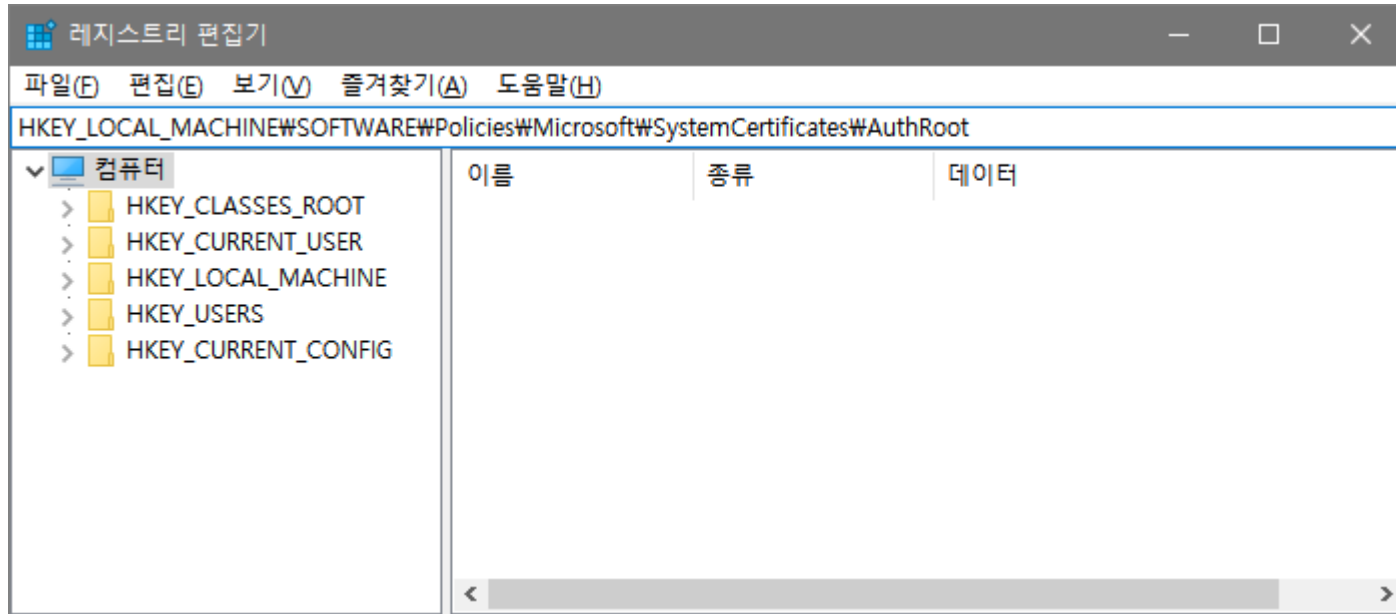 레지스트리 편집기
파일(F) 편집(E) 보기(V) 즐겨찾기(A) 도움말(H)
HKEY_LOCAL_MACHINE₩SOFTWARE₩Policies₩Microsoft₩SystemCertificates₩AuthRoot
컴퓨터
이름 종류 데이터
HKEY_CLASSES_ROOT
HKEY_CURRENT_USER
HKEY_LOCAL_MACHINE
HKEY_USERS
HKEY_CURRENT_CONFIG